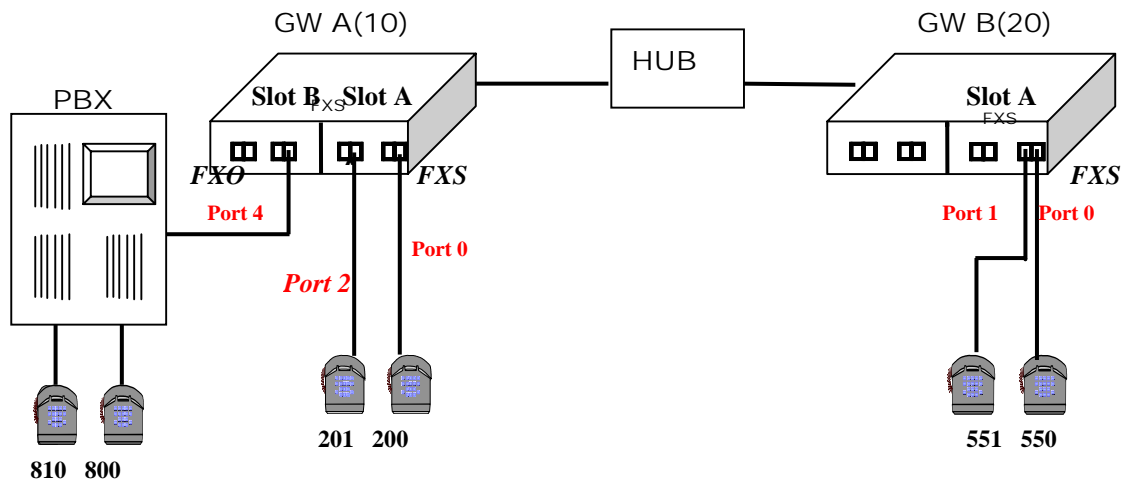 GW A(10)
GW B(20)
HUB
PBX
Slot B
FXS
Slot A
Slot A
FXS
FXO
FXS
FXS
Port 4
Port 0
Port 2
Port 1
Port 0
201 200
551 550
810 800